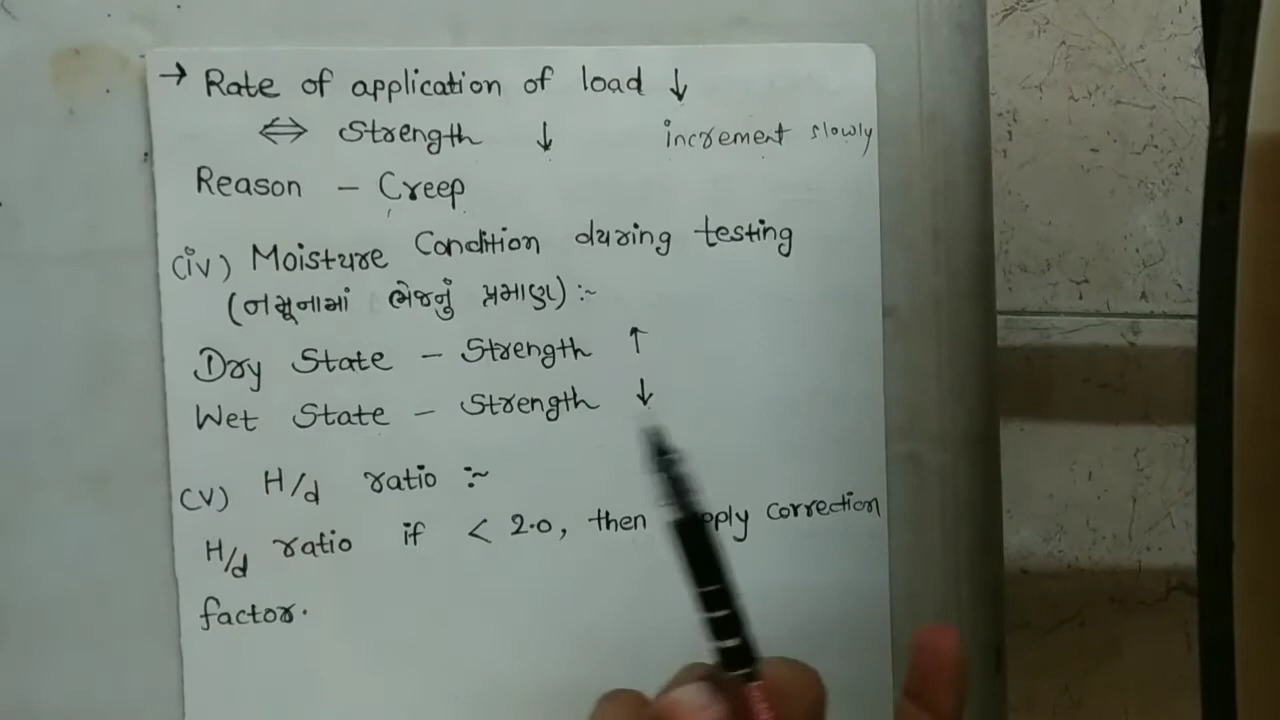 → Rate of application of load ↓
⇔ Strength ↓ increment slowly
Reason – Creep
(iv) Moisture Condition during testing
(નમૂનામાં ભેજનું પ્રમાણ) :-
Dry State – Strength ↑
Wet State – Strength ↓
(v) H/d ratio :-
H/d ratio if < 2.0, then apply correction
factor.